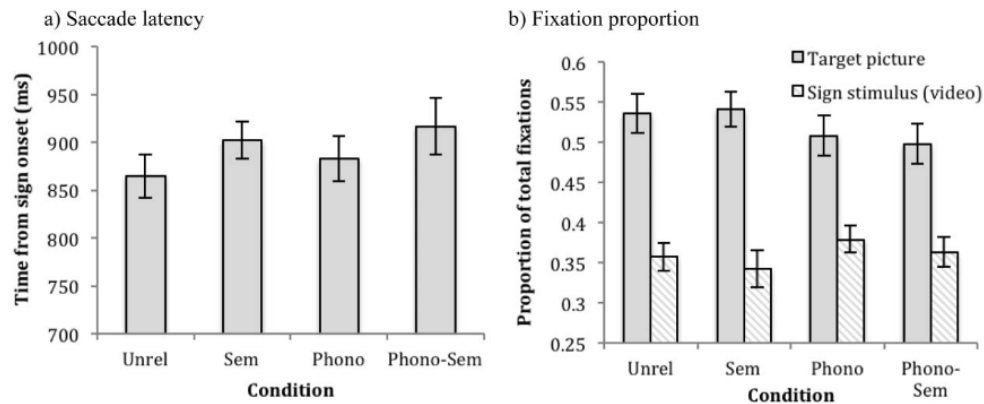 a) Saccade latency
1000
950
900
850
800
750
700
Time from sign onset (ms)
Unrel Sem Phono Phono-Sem
Condition
b) Fixation proportion
Target picture
Sign stimulus (video)
0.6
0.55
0.5
0.45
0.4
0.35
0.3
0.25
Proportion of total fixations
Unrel Sem Phono Phono-
Sem
Condition